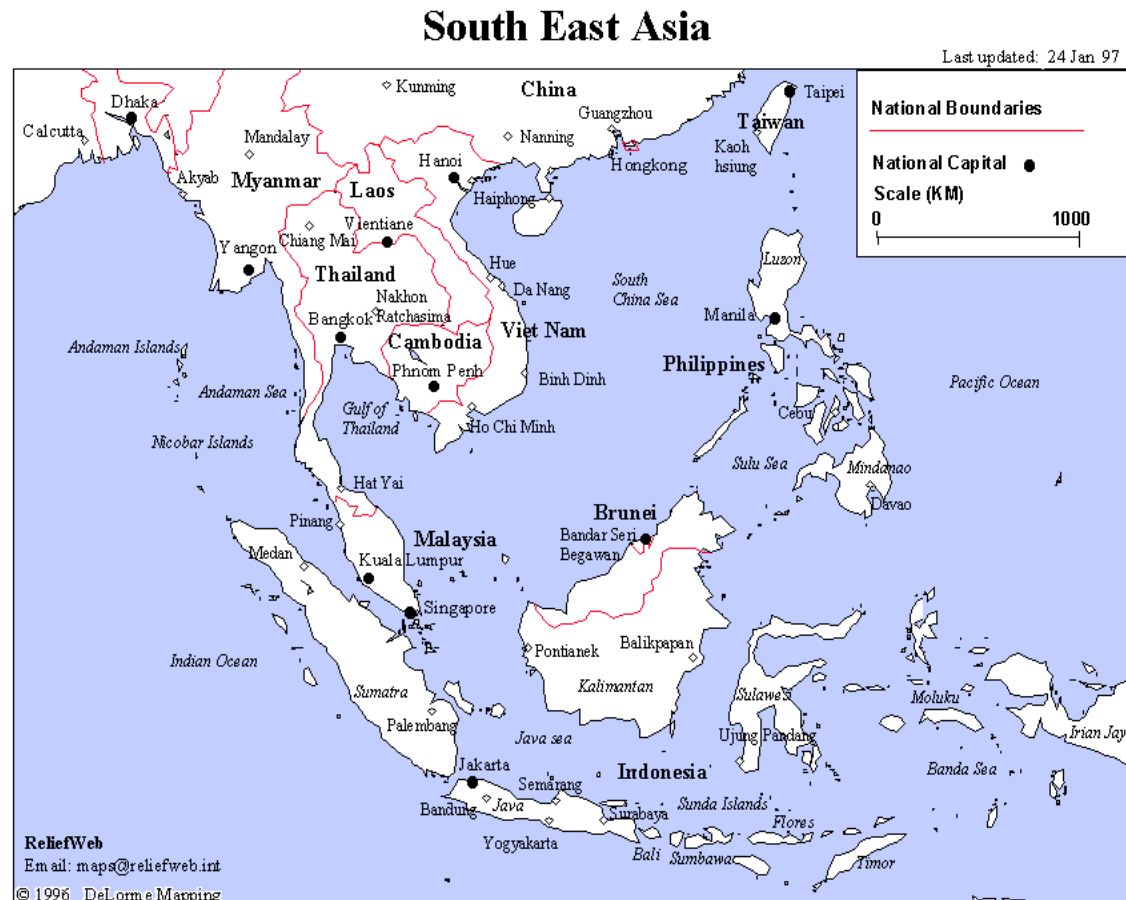 South East Asia
Last updated: 24 Jan 97
National Boundaries
National Capital
Scale (KM)
0 1000
Kunming
China
Taipei
Dhaka
Guangzhou
Taiwan
Calcutta
Mandalay
Nanning
Kaoh
hsiung
Hanoi
Hongkong
Akyab
Myanmar
Laos
Haiphong
Vientiane
Chiang Mai
Yangon
Luzon
Hue
Thailand
South
China Sea
Da Nang
Nakhon
Ratchasima
Bangkok
Manila
Viet Nam
Andaman Islands
Cambodia
Philippines
Phnom Penh
Binh Dinh
Pacific Ocean
Andaman Sea
Gulf of
Thailand
Cebu
Ho Chi Minh
Nicobar Islands
Sulu Sea
Mindanao
Hat Yai
Davao
Pinang
Brunei
Malaysia
Bandar Seri
Begawan
Medan
Kuala Lumpur
Singapore
Pontianek
Balikpapan
Indian Ocean
Kalimantan
Sumatra
Sulawesi
Moluku
Palembang
Java sea
Ujung Pandang
Irian Jay
Jakarta
Indonesia
Banda Sea
Semarang
Bandung
Java
Sunda Islands
Surabaya
Flores
Yogyakarta
Bali
Sumbawa
Timor
ReliefWeb
Email: maps@reliefweb.int
© 1996 DeLorme Mapping